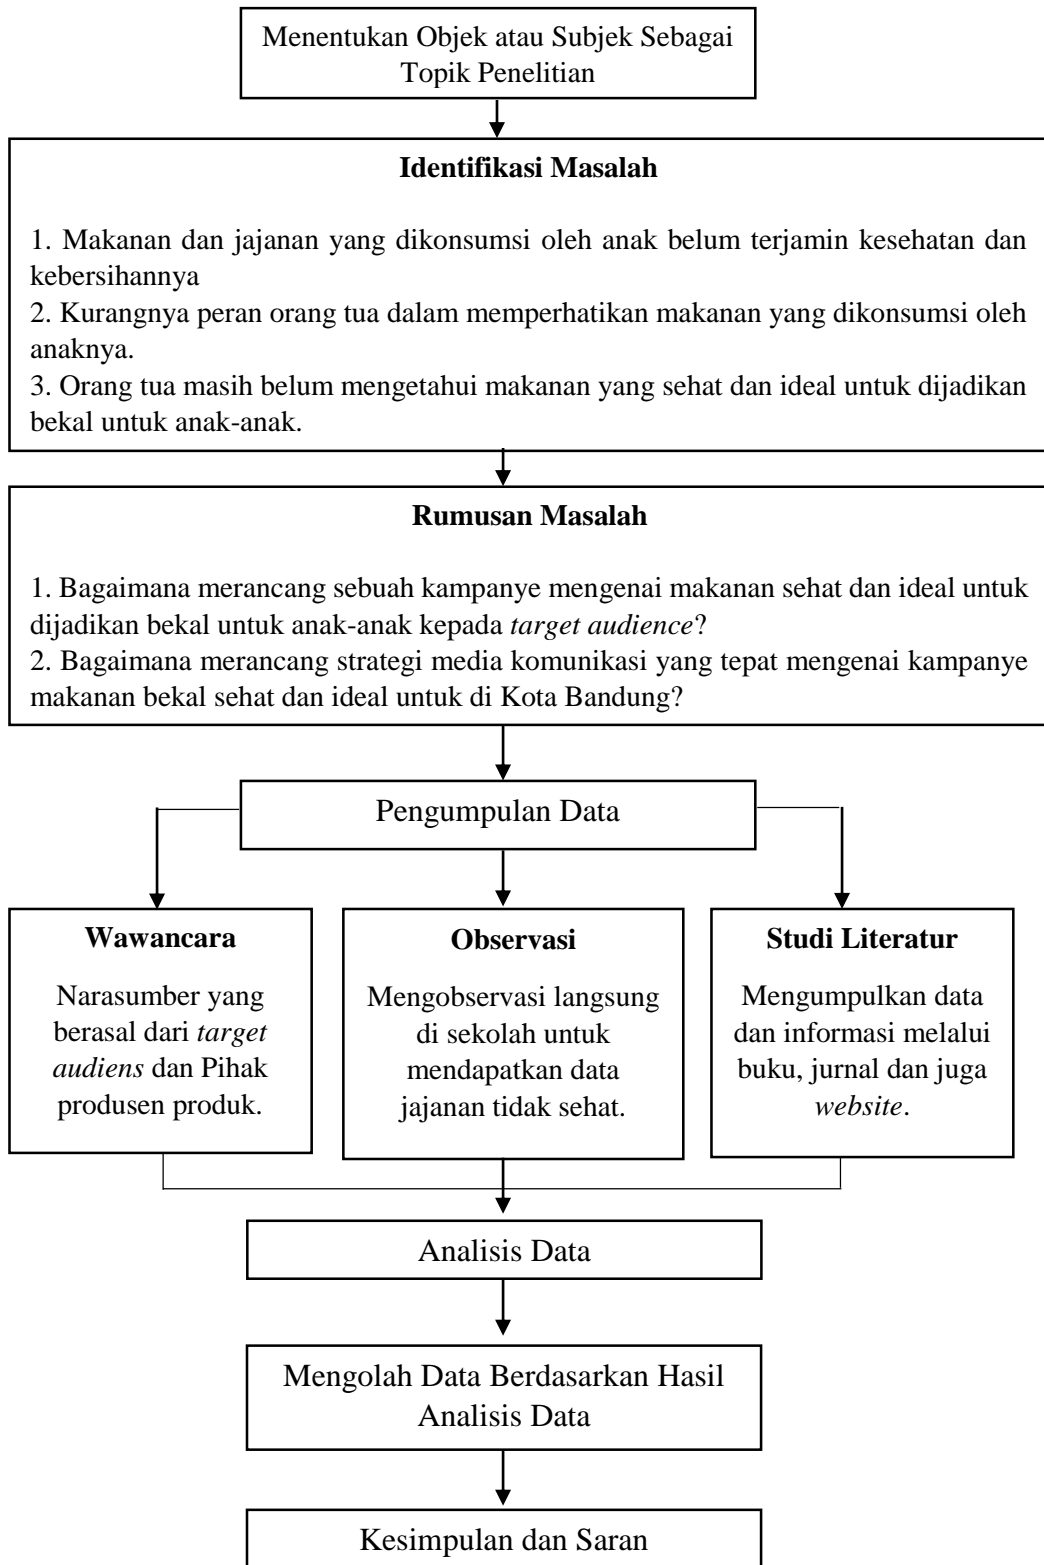 Menentukan Objek atau Subjek Sebagai
Topik Penelitian
Identifikasi Masalah
1. Makanan dan jajanan yang dikonsumsi oleh anak belum terjamin kesehatan dan
kebersihannya
2. Kurangnya peran orang tua dalam memperhatikan makanan yang dikonsumsi oleh
anaknya.
3. Orang tua masih belum mengetahui makanan yang sehat dan ideal untuk dijadikan
bekal untuk anak-anak.
Rumusan Masalah
1. Bagaimana merancang sebuah kampanye mengenai makanan sehat dan ideal untuk
dijadikan bekal untuk anak-anak kepada target audience?
2. Bagaimana merancang strategi media komunikasi yang tepat mengenai kampanye
makanan bekal sehat dan ideal untuk di Kota Bandung?
Pengumpulan Data
Wawancara
Narasumber yang
berasal dari target
audiens dan Pihak
produsen produk.
Observasi
Mengobservasi langsung
di sekolah untuk
mendapatkan data
jajanan tidak sehat.
Studi Literatur
Mengumpulkan data
dan informasi melalui
buku, jurnal dan juga
website.
Analisis Data
Mengolah Data Berdasarkan Hasil
Analisis Data
Kesimpulan dan Saran